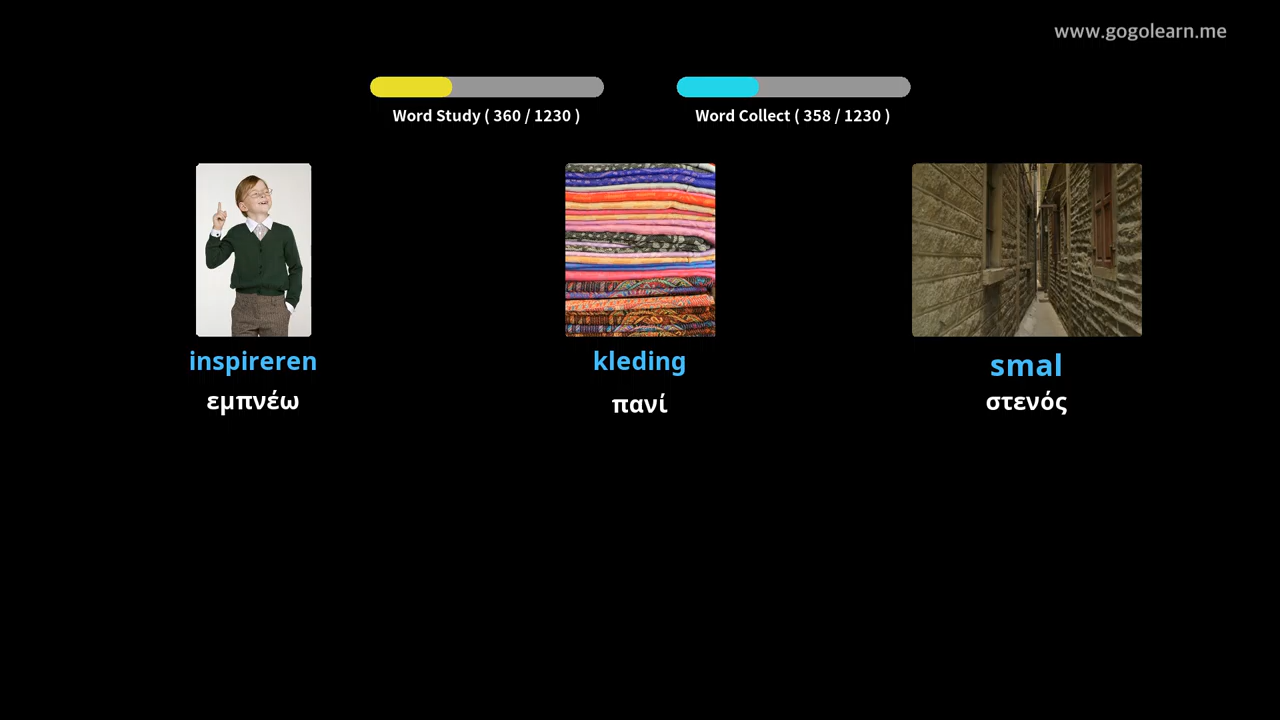 www.gogolearn.me
Word Study ( 360 / 1230 )
Word Collect ( 358 / 1230 )
inspireren
εμπνέω
kleding
πανί
smal
στενός